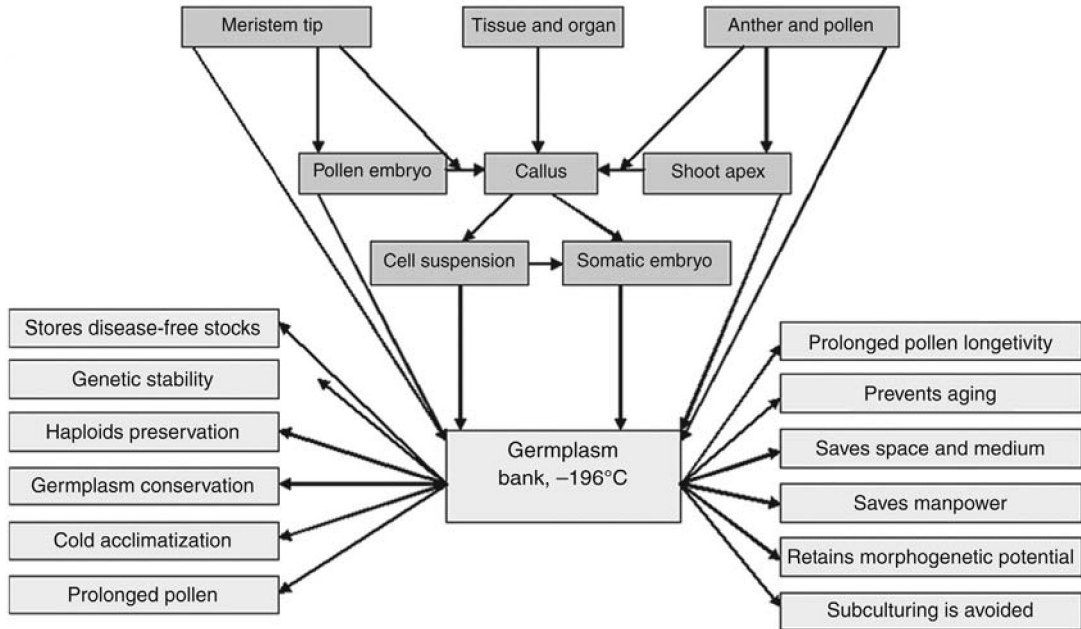 Meristem tip
Tissue and organ
Anther and pollen
Pollen embryo
Callus
Shoot apex
Cell suspension
Somatic embryo
Stores disease-free stocks
Genetic stability
Haploids preservation
Germplasm conservation
Cold acclimatization
Prolonged pollen
Germplasm
bank, –196°C
Prolonged pollen longetivity
Prevents aging
Saves space and medium
Saves manpower
Retains morphogenetic potential
Subculturing is avoided